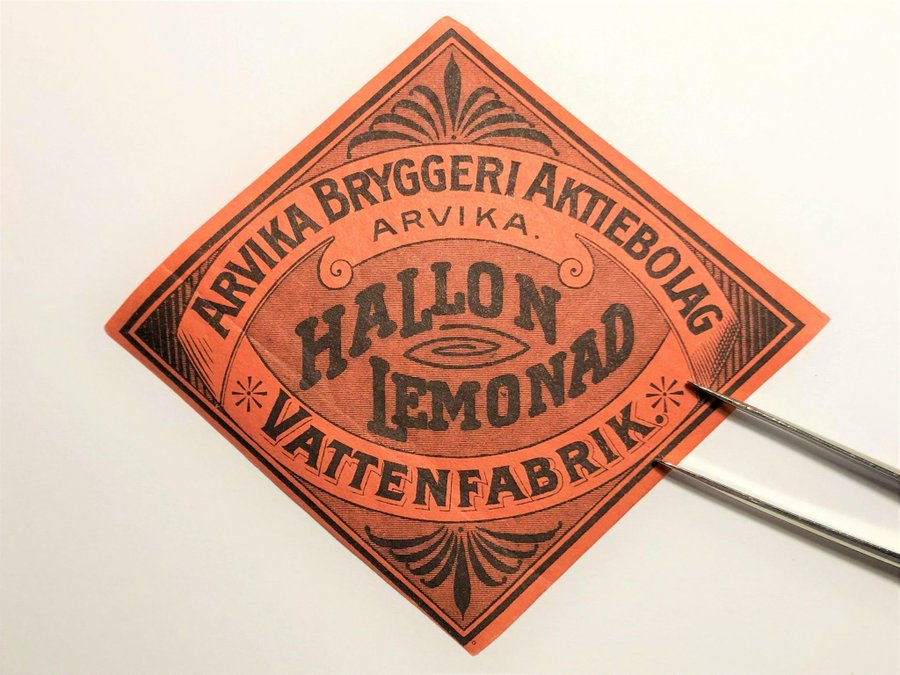 ARVIKA BRYGGERI AKTIEBOLAG
ARVIKA.
HALLON
LEMONAD
VATTENFABRIK.